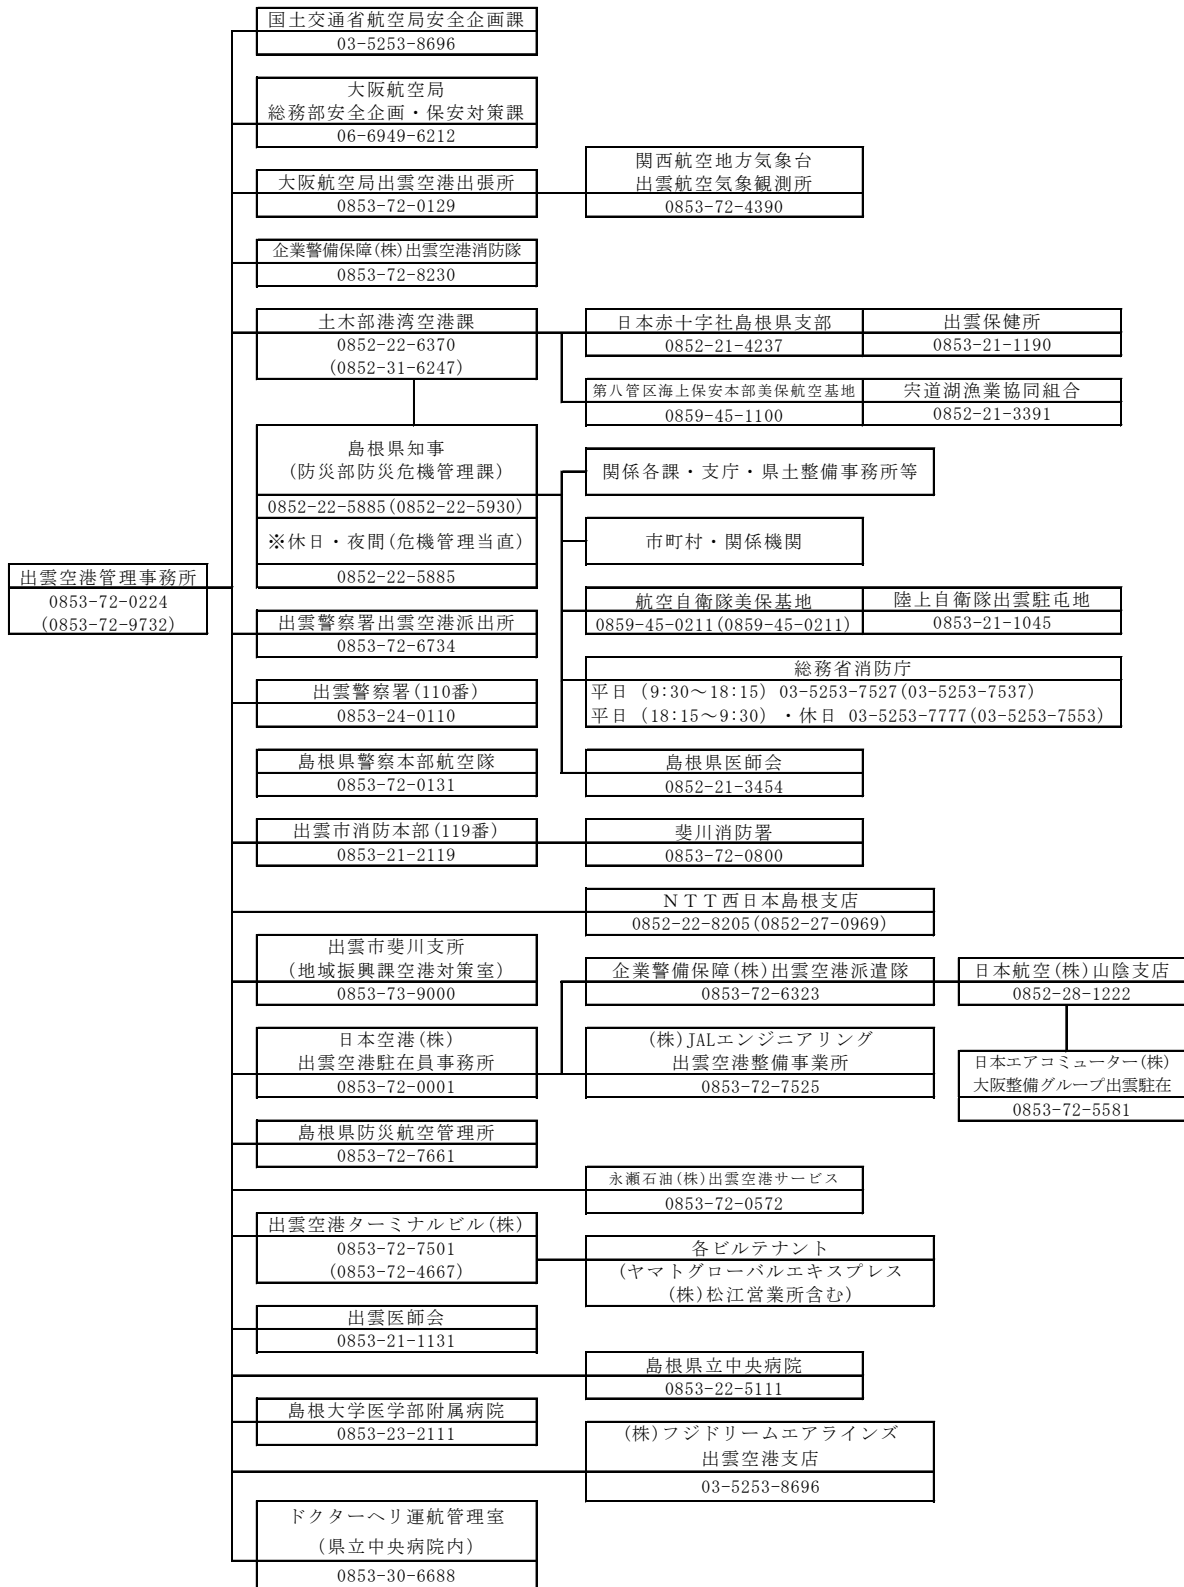 国土交通省航空局安全企画課
03-5253-8696
大阪航空局
総務部安全企画・保安対策課
06-6949-6212
大阪航空局出雲空港出張所
0853-72-0129
関西航空地方気象台
出雲航空気象観測所
0853-72-4390
企業警備保障(株)出雲空港消防隊
0853-72-8230
土木部港湾空港課
0852-22-6370
(0852-31-6247)
日本赤十字社島根県支部
0852-21-4237
出雲保健所
0853-21-1190
第八管区海上保安本部美保航空基地
0859-45-1100
宍道湖漁業協同組合
0852-21-3391
島根県知事
(防災部防災危機管理課)
0852-22-5885(0852-22-5930)
※休日・夜間(危機管理当直)
0852-22-5885
関係各課・支庁・県土整備事務所等
市町村・関係機関
出雲空港管理事務所
0853-72-0224
(0853-72-9732)
航空自衛隊美保基地
0859-45-0211(0859-45-0211)
陸上自衛隊出雲駐屯地
0853-21-1045
出雲警察署出雲空港派出所
0853-72-6734
総務省消防庁
平日 (9:30～18:15) 03-5253-7527(03-5253-7537)
平日 (18:15～9:30) ・休日 03-5253-7777(03-5253-7553)
出雲警察署(110番)
0853-24-0110
島根県警察本部航空隊
0853-72-0131
島根県医師会
0852-21-3454
出雲市消防本部(119番)
0853-21-2119
斐川消防署
0853-72-0800
ＮＴＴ西日本島根支店
0852-22-8205(0852-27-0969)
出雲市斐川支所
(地域振興課空港対策室)
0853-73-9000
企業警備保障(株)出雲空港派遣隊
0853-72-6323
日本航空(株)山陰支店
0852-28-1222
日本空港(株)
出雲空港駐在員事務所
0853-72-0001
(株)JALエンジニアリング
出雲空港整備事業所
0853-72-7525
日本エアコミューター(株)
大阪整備グループ出雲駐在
0853-72-5581
島根県防災航空管理所
0853-72-7661
永瀬石油(株)出雲空港サービス
0853-72-0572
出雲空港ターミナルビル(株)
0853-72-7501
(0853-72-4667)
各ビルテナント
(ヤマトグローバルエキスプレス
(株)松江営業所含む)
出雲医師会
0853-21-1131
島根県立中央病院
0853-22-5111
島根大学医学部附属病院
0853-23-2111
(株)フジドリームエアラインズ
出雲空港支店
03-5253-8696
ドクターヘリ運航管理室
(県立中央病院内)
0853-30-6688